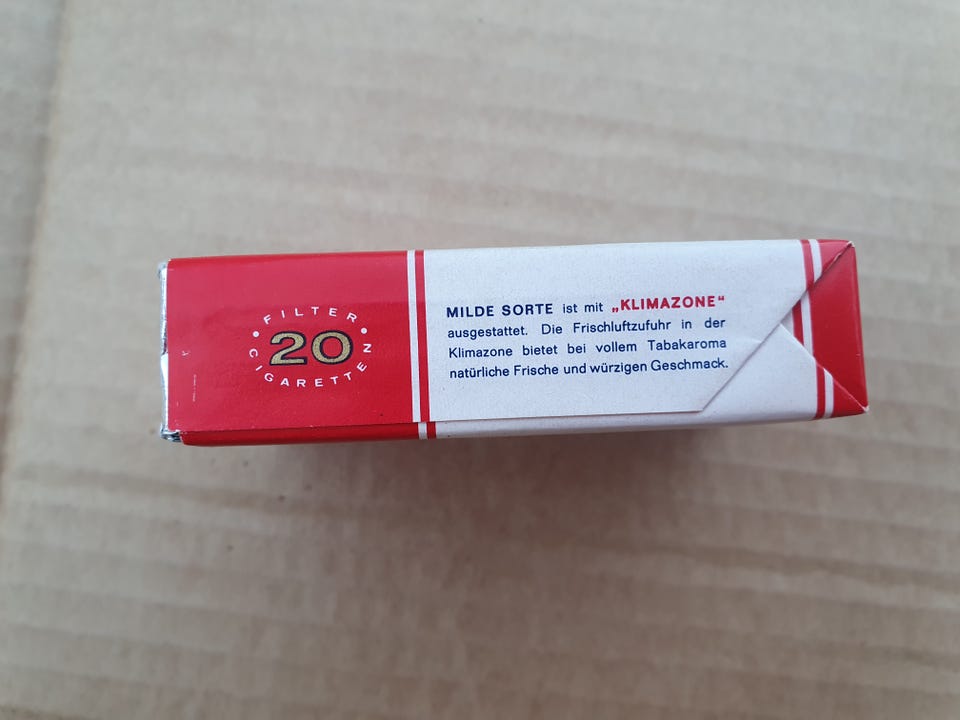 FILTER
20
CIGARETTEN
MILDE SORTE ist mit „KLIMAZONE“
ausgestattet. Die Frischluftzufuhr in der
Klimazone bietet bei vollem Tabakaroma
natürliche Frische und würzigen Geschmack.